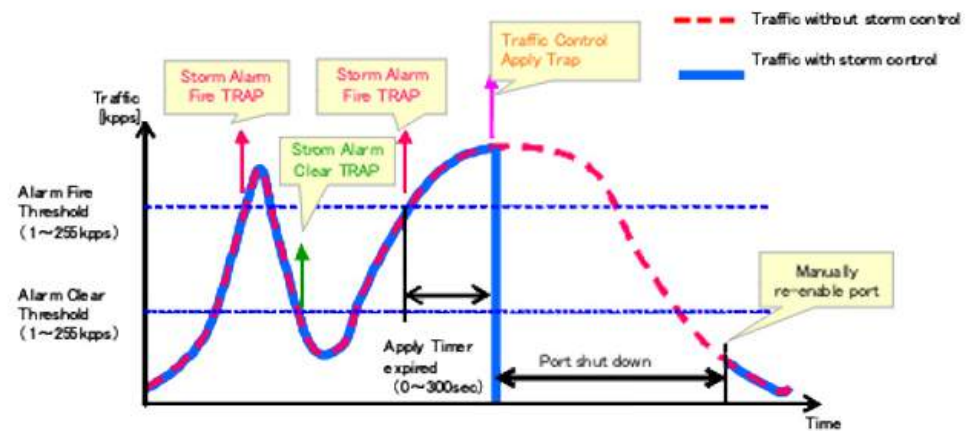 Traffic without storm control
Traffic with storm control
Traffic Control
Apply Trap
Storm Alarm
Fire TRAP
Storm Alarm
Fire TRAP
Traffic
[kpps]
Strom Alarm
Clear TRAP
Alarm Fire
Threshold
(1～255kpps)
Manually
re-enable port
Alarm Clear
Threshold
(1～255kpps)
Apply Timer
expired
(0～300sec)
Port shut down
Time